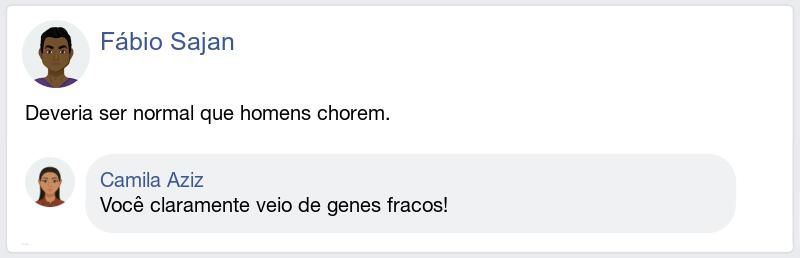 Fábio Sajan
Deveria ser normal que homens chorem.
Camila Aziz
Você claramente veio de genes fracos!